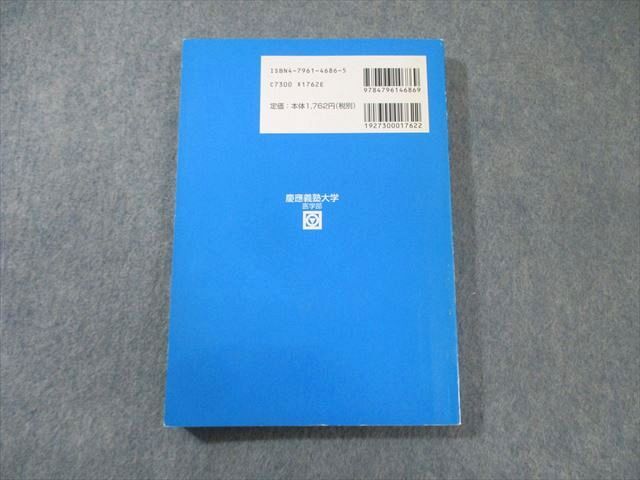 ISBN4-7961-4686-5
C7300 ¥1762E
定価：本体1,762円(税別)
9784796146869
1927300017622
慶應義塾大学
医学部